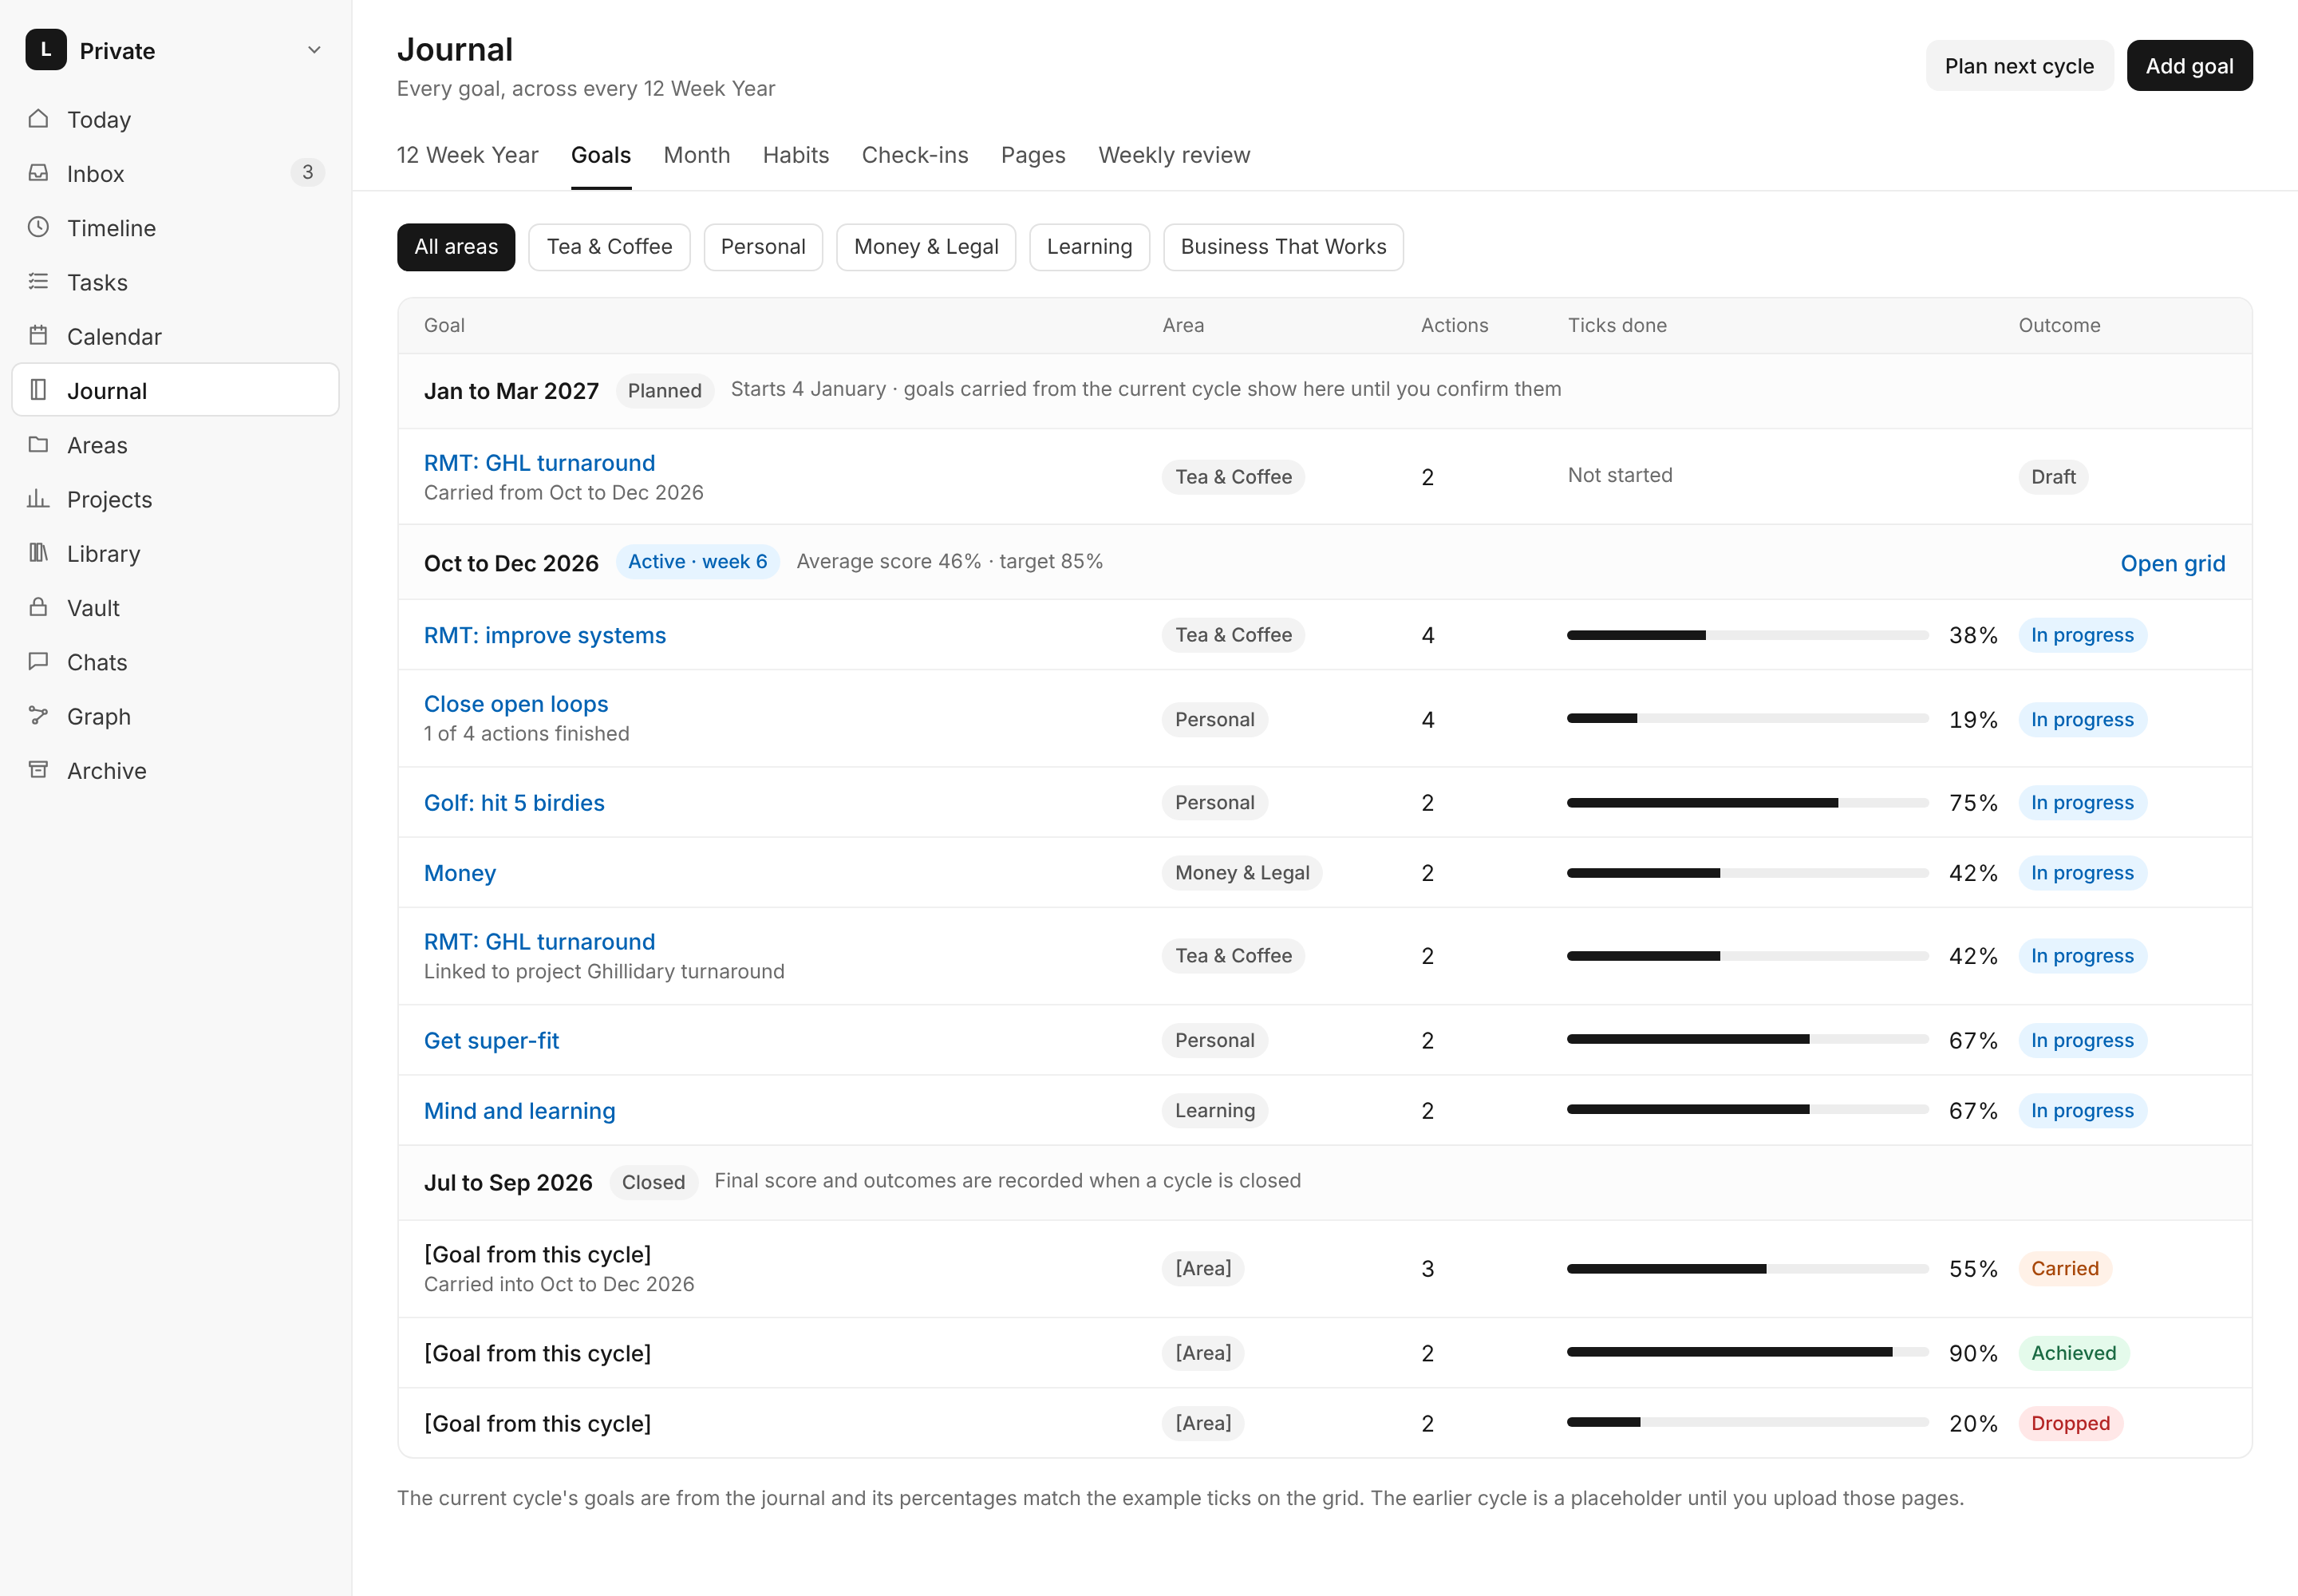 L Private
Today
Inbox 3
Timeline
Tasks
Calendar
Journal
Areas
Projects
Library
Vault
Chats
Graph
Archive
Journal
Every goal, across every 12 Week Year
Plan next cycle Add goal
12 Week Year Goals Month Habits Check-ins Pages Weekly review
All areas Tea & Coffee Personal Money & Legal Learning Business That Works
Goal Area Actions Ticks done Outcome
Jan to Mar 2027 Planned Starts 4 January · goals carried from the current cycle show here until you confirm them
RMT: GHL turnaround Tea & Coffee 2 Not started Draft
Carried from Oct to Dec 2026
Oct to Dec 2026 Active · week 6 Average score 46% · target 85% Open grid
RMT: improve systems Tea & Coffee 4 38% In progress
Close open loops Personal 4 19% In progress
1 of 4 actions finished
Golf: hit 5 birdies Personal 2 75% In progress
Money Money & Legal 2 42% In progress
RMT: GHL turnaround Tea & Coffee 2 42% In progress
Linked to project Ghillidary turnaround
Get super-fit Personal 2 67% In progress
Mind and learning Learning 2 67% In progress
Jul to Sep 2026 Closed Final score and outcomes are recorded when a cycle is closed
[Goal from this cycle] [Area] 3 55% Carried
Carried into Oct to Dec 2026
[Goal from this cycle] [Area] 2 90% Achieved
[Goal from this cycle] [Area] 2 20% Dropped
The current cycle's goals are from the journal and its percentages match the example ticks on the grid. The earlier cycle is a placeholder until you upload those pages.